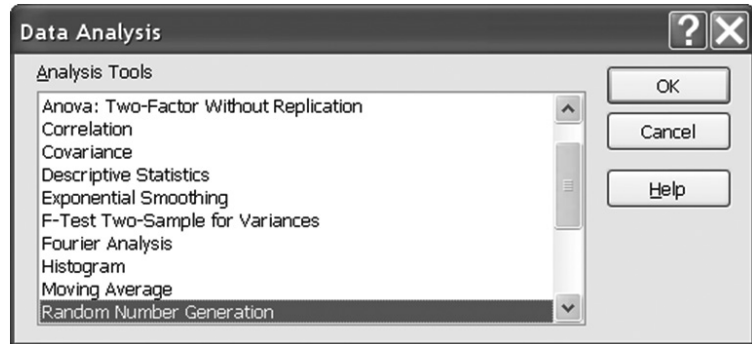 Data Analysis
Analysis Tools
Anova: Two-Factor Without Replication
Correlation
Covariance
Descriptive Statistics
Exponential Smoothing
F-Test Two-Sample for Variances
Fourier Analysis
Histogram
Moving Average
Random Number Generation
OK
Cancel
Help